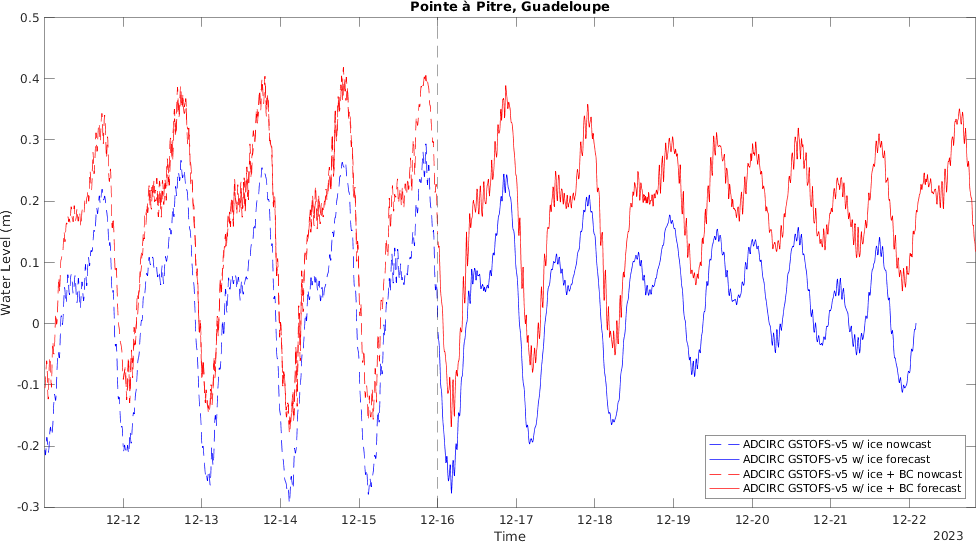 Pointe à Pitre, Guadeloupe
Water Level (m)
0.5
0.4
0.3
0.2
0.1
0
-0.1
-0.2
-0.3
ADCIRC GSTOFS-v5 w/ ice nowcast
ADCIRC GSTOFS-v5 w/ ice forecast
ADCIRC GSTOFS-v5 w/ ice + BC nowcast
ADCIRC GSTOFS-v5 w/ ice + BC forecast
12-12 12-13 12-14 12-15 12-16 12-17 12-18 12-19 12-20 12-21 12-22
Time
2023